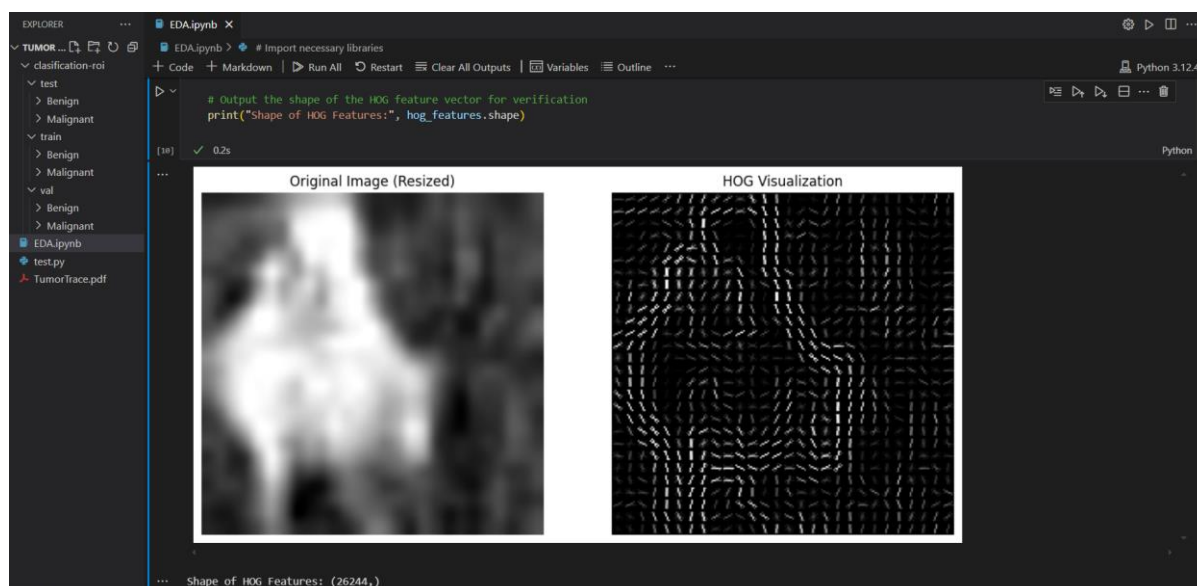 EXPLORER
EDA.ipynb
TUMOR ...
EDA.ipynb > # Import necessary libraries
clasification-roi
Code Markdown Run All Restart Clear All Outputs Variables Outline ...
Python 3.12.4
test
Benign
Malignant
train
Benign
Malignant
val
Benign
Malignant
EDA.ipynb
test.py
TumorTrace.pdf
# Output the shape of the HOG feature vector for verification
print("Shape of HOG Features:", hog_features.shape)
[10] 0.2s
Python
Original Image (Resized)
HOG Visualization
Shape of HOG Features: (26244,)